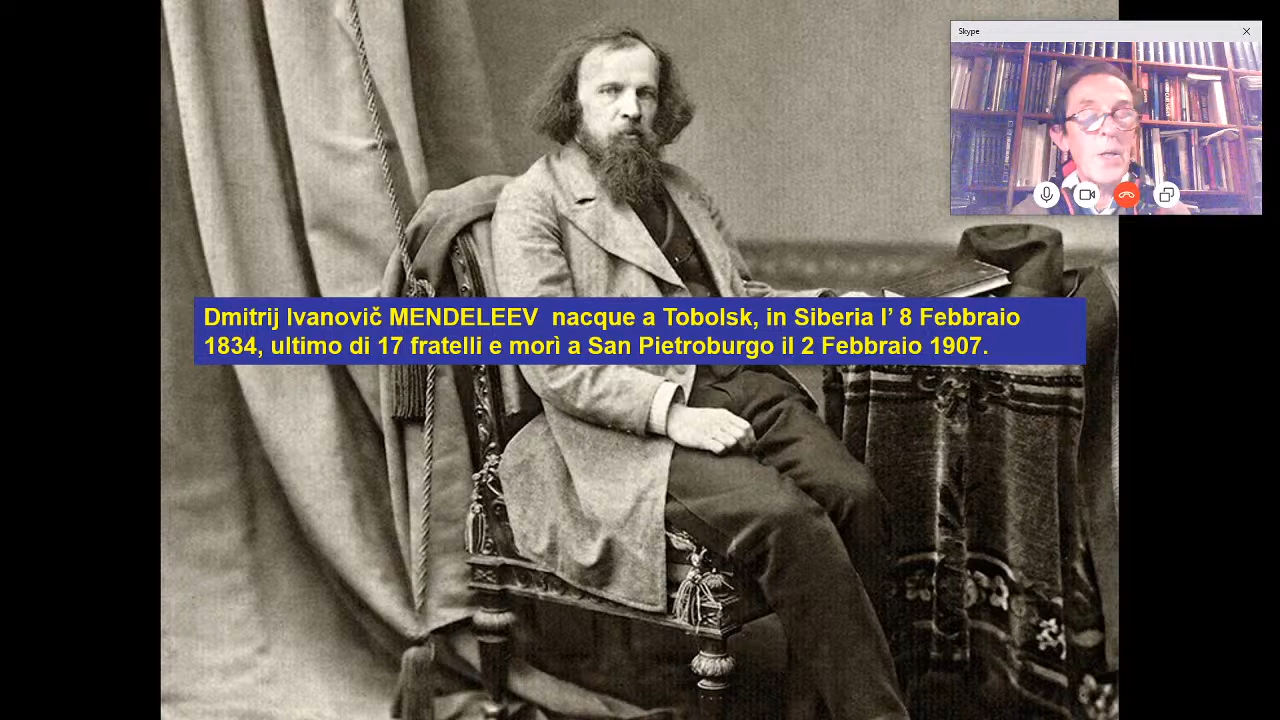 Skype
Dmitrij Ivanovič MENDELEEV nacque a Tobolsk, in Siberia l’ 8 Febbraio
1834, ultimo di 17 fratelli e morì a San Pietroburgo il 2 Febbraio 1907.